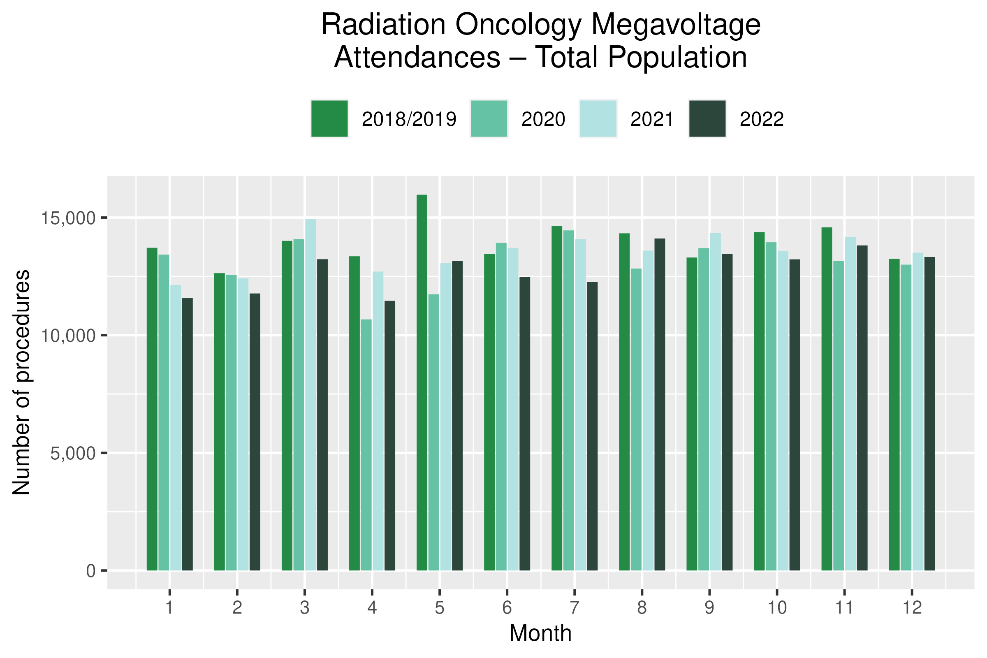 Radiation Oncology Megavoltage
Attendances – Total Population
2018/2019 2020 2021 2022
Number of procedures
15,000
10,000
5,000
0
1 2 3 4 5 6 7 8 9 10 11 12
Month